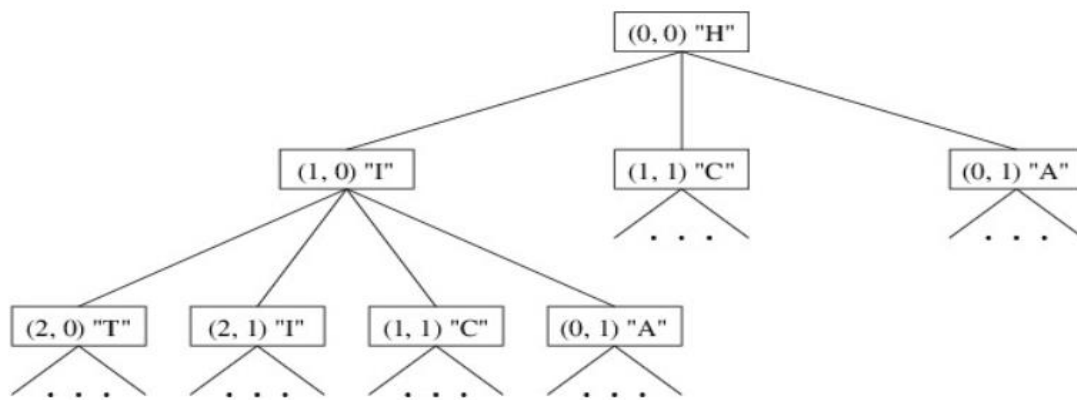 (0, 0) "H"
(1, 0) "I"
(1, 1) "C"
(0, 1) "A"
. . .
. . .
(2, 0) "T"
(2, 1) "I"
(1, 1) "C"
(0, 1) "A"
. . .
. . .
. . .
. . .